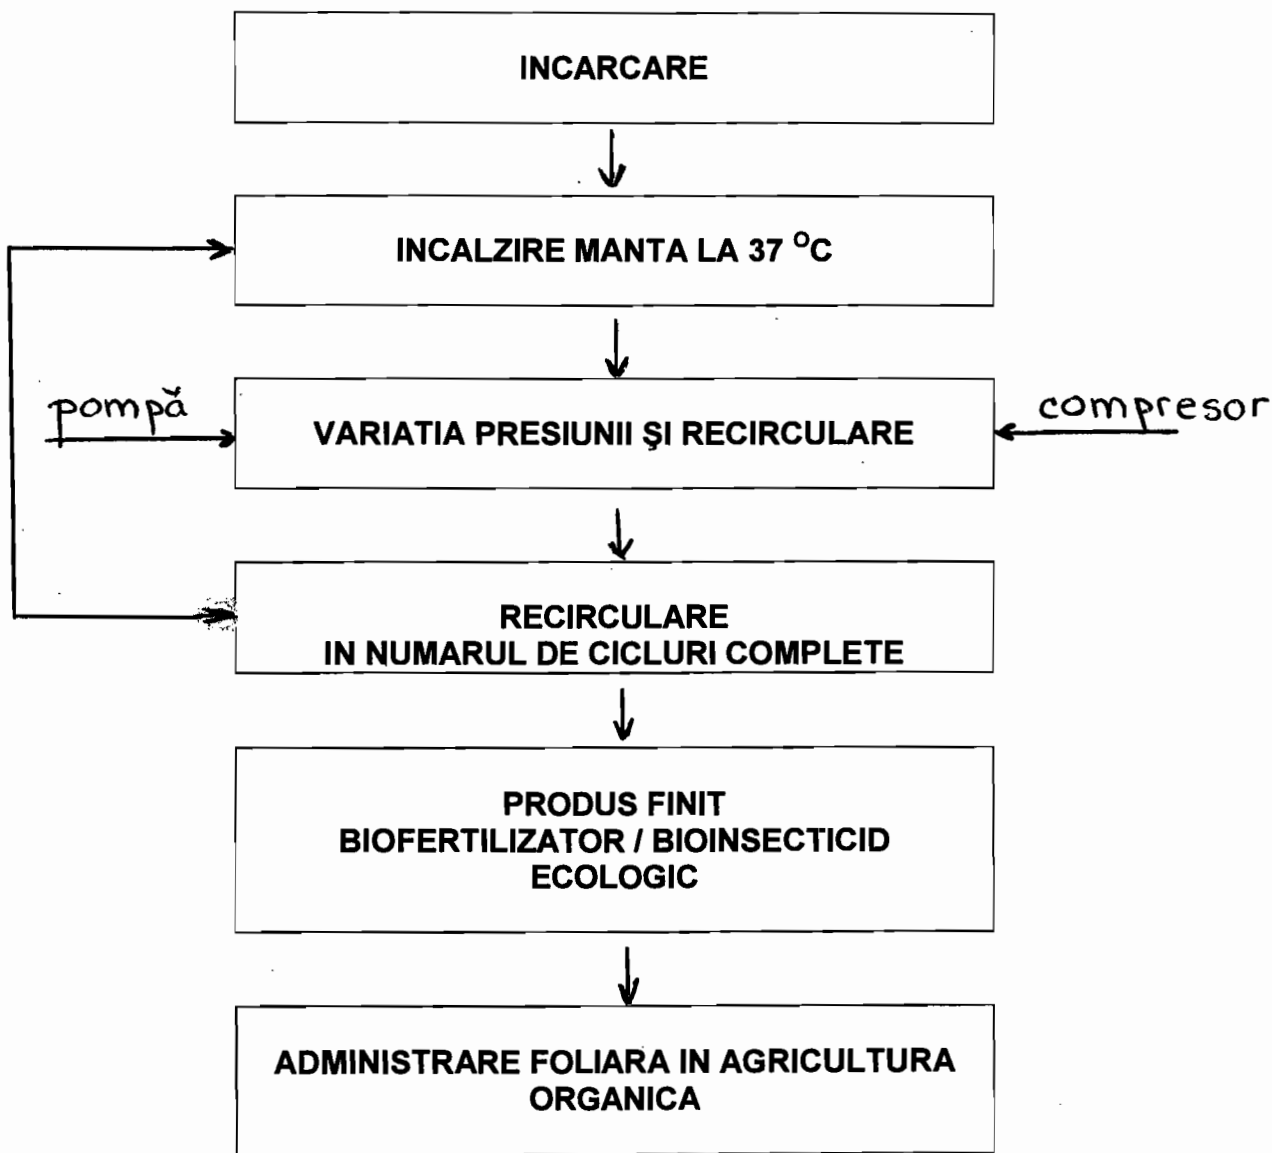 INCARCARE
INCALZIRE MANTA LA 37 °C
pompă
VARIATIA PRESIUNII ŞI RECIRCULARE
compresor
RECIRCULARE
IN NUMARUL DE CICLURI COMPLETE
PRODUS FINIT
BIOFERTILIZATOR / BIOINSECTICID
ECOLOGIC
ADMINISTRARE FOLIARA IN AGRICULTURA
ORGANICA